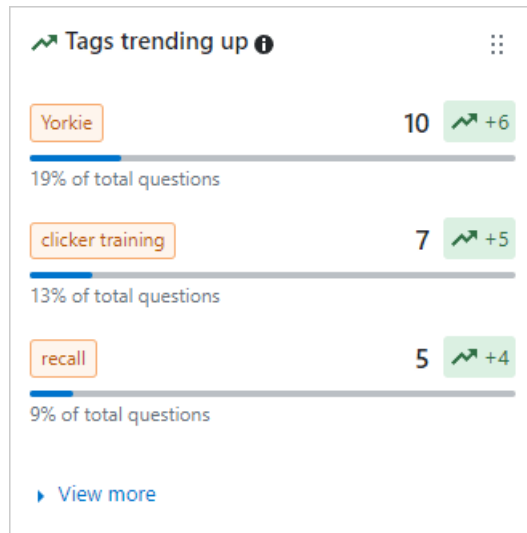 Tags trending up
Yorkie 10 +6
19% of total questions
clicker training 7 +5
13% of total questions
recall 5 +4
9% of total questions
View more